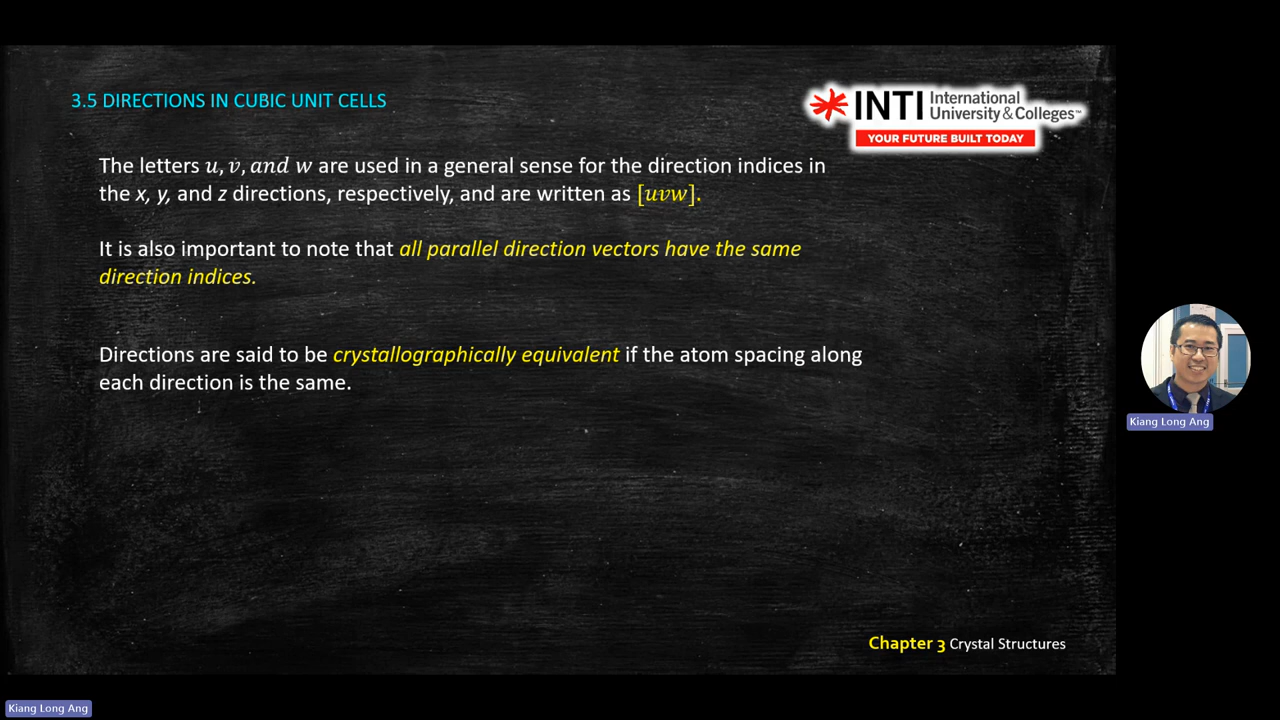 3.5 DIRECTIONS IN CUBIC UNIT CELLS
INTI International
University & Colleges™
YOUR FUTURE BUILT TODAY
The letters u, v, and w are used in a general sense for the direction indices in
the x, y, and z directions, respectively, and are written as [uvw].
It is also important to note that all parallel direction vectors have the same
direction indices.
Directions are said to be crystallographically equivalent if the atom spacing along
each direction is the same.
Kiang Long Ang
Chapter 3 Crystal Structures
Kiang Long Ang